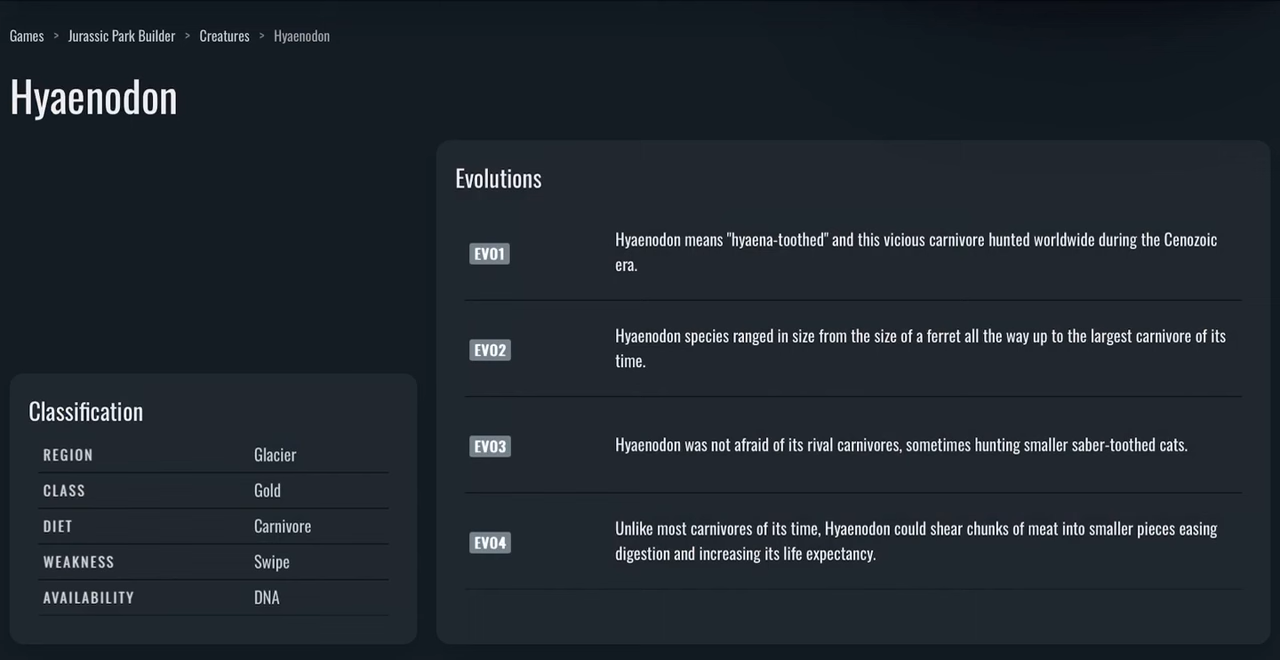 Games > Jurassic Park Builder > Creatures > Hyaenodon
Hyaenodon
Classification
REGION Glacier
CLASS Gold
DIET Carnivore
WEAKNESS Swipe
AVAILABILITY DNA
Evolutions
EVO1 Hyaenodon means "hyaena-toothed" and this vicious carnivore hunted worldwide during the Cenozoic
era.
EVO2 Hyaenodon species ranged in size from the size of a ferret all the way up to the largest carnivore of its
time.
EVO3 Hyaenodon was not afraid of its rival carnivores, sometimes hunting smaller saber-toothed cats.
EVO4 Unlike most carnivores of its time, Hyaenodon could shear chunks of meat into smaller pieces easing
digestion and increasing its life expectancy.